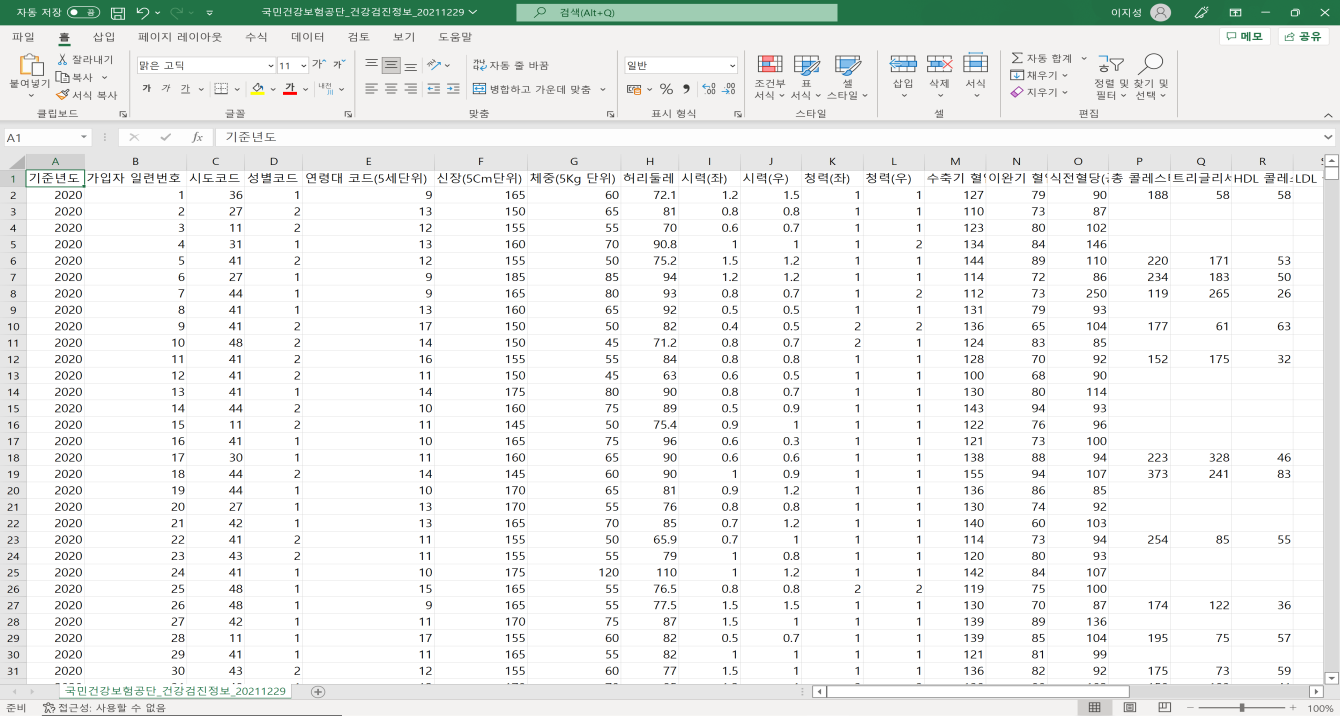 자동 저장 끔 국민건강보험공단_건강검진정보_20211229 검색(Alt+Q) 이지성
파일 홈 삽입 페이지 레이아웃 수식 데이터 검토 보기 도움말 메모 공유
붙여넣기 잘라내기 복사 서식 복사 맑은 고딕 11 가 가 가 가 가 가 내천 자동 줄 바꿈 병합하고 가운데 맞춤 일반 % 조건부 서식 표 서식 셀 스타일 삽입 삭제 서식 자동 합계 채우기 지우기 정렬 및 필터 찾기 및 선택
클립보드 글꼴 맞춤 표시 형식 스타일 셀 편집
A1 fx 기준년도
A B C D E F G H I J K L M N O P Q R
1 기준년도 가입자 일련번호 시도코드 성별코드 연령대 코드(5세단위) 신장(5Cm단위) 체중(5Kg 단위) 허리둘레 시력(좌) 시력(우) 청력(좌) 청력(우) 수축기 이완기 식전혈당( 총 트리글리 HDL LDL
2 2020 1 36 1 9 165 60 72.1 1.2 1.5 1 1 127 79 90 188 58 58
3 2020 2 27 2 13 150 65 81 0.8 0.8 1 1 110 73 87
4 2020 3 11 2 12 155 55 70 0.6 0.7 1 1 123 80 102
5 2020 4 31 1 13 160 70 90.8 1 1 1 2 134 84 146
6 2020 5 41 2 12 155 50 75.2 1.5 1.2 1 1 144 89 110 220 171 53
7 2020 6 27 1 9 185 85 94 1.2 1.2 1 1 114 72 86 234 183 50
8 2020 7 44 1 9 165 80 93 0.8 0.7 1 2 112 73 250 119 265 26
9 2020 8 41 1 13 160 65 92 0.5 0.5 1 1 131 79 93
10 2020 9 41 2 17 150 50 82 0.4 0.5 2 2 136 65 104 177 61 63
11 2020 10 48 2 14 150 45 71.2 0.8 0.7 2 1 124 83 85
12 2020 11 41 2 16 155 55 84 0.8 0.8 1 1 128 70 92 152 175 32
13 2020 12 41 2 11 150 45 63 0.6 0.5 1 1 100 68 90
14 2020 13 41 1 14 175 80 90 0.8 0.7 1 1 130 80 114
15 2020 14 44 2 10 160 75 89 0.5 0.9 1 1 143 94 93
16 2020 15 11 2 11 145 50 75.4 0.9 1 1 1 122 76 96
17 2020 16 41 1 10 165 75 96 0.6 0.3 1 1 121 73 100
18 2020 17 30 1 11 160 65 90 0.6 0.6 1 1 138 88 94 223 328 46
19 2020 18 44 2 14 145 60 90 1 0.9 1 1 155 94 107 373 241 83
20 2020 19 44 1 10 170 65 81 0.9 1.2 1 1 136 86 85
21 2020 20 27 1 13 170 55 76 0.8 0.8 1 1 130 74 92
22 2020 21 42 1 13 165 70 85 0.7 1.2 1 1 140 60 103
23 2020 22 41 2 11 155 50 65.9 0.7 1 1 1 114 73 94 254 85 55
24 2020 23 43 2 11 155 55 79 1 0.8 1 1 120 80 93
25 2020 24 41 1 10 175 120 110 1 1.2 1 1 142 84 107
26 2020 25 48 1 15 165 55 76.5 0.8 0.8 2 2 119 75 100
27 2020 26 48 1 9 165 55 77.5 1.5 1.5 1 1 130 70 87 174 122 36
28 2020 27 42 1 11 170 75 87 1.5 1 1 1 139 89 136
29 2020 28 11 1 17 155 60 82 0.5 0.7 1 1 139 85 104 195 75 57
30 2020 29 41 1 11 165 55 82 1 1 1 1 121 81 99
31 2020 30 43 2 12 155 60 77 1.5 1 1 1 136 82 92 175 73 59
국민건강보험공단_건강검진정보_20211229
준비 접근성: 사용할 수 없음 100%